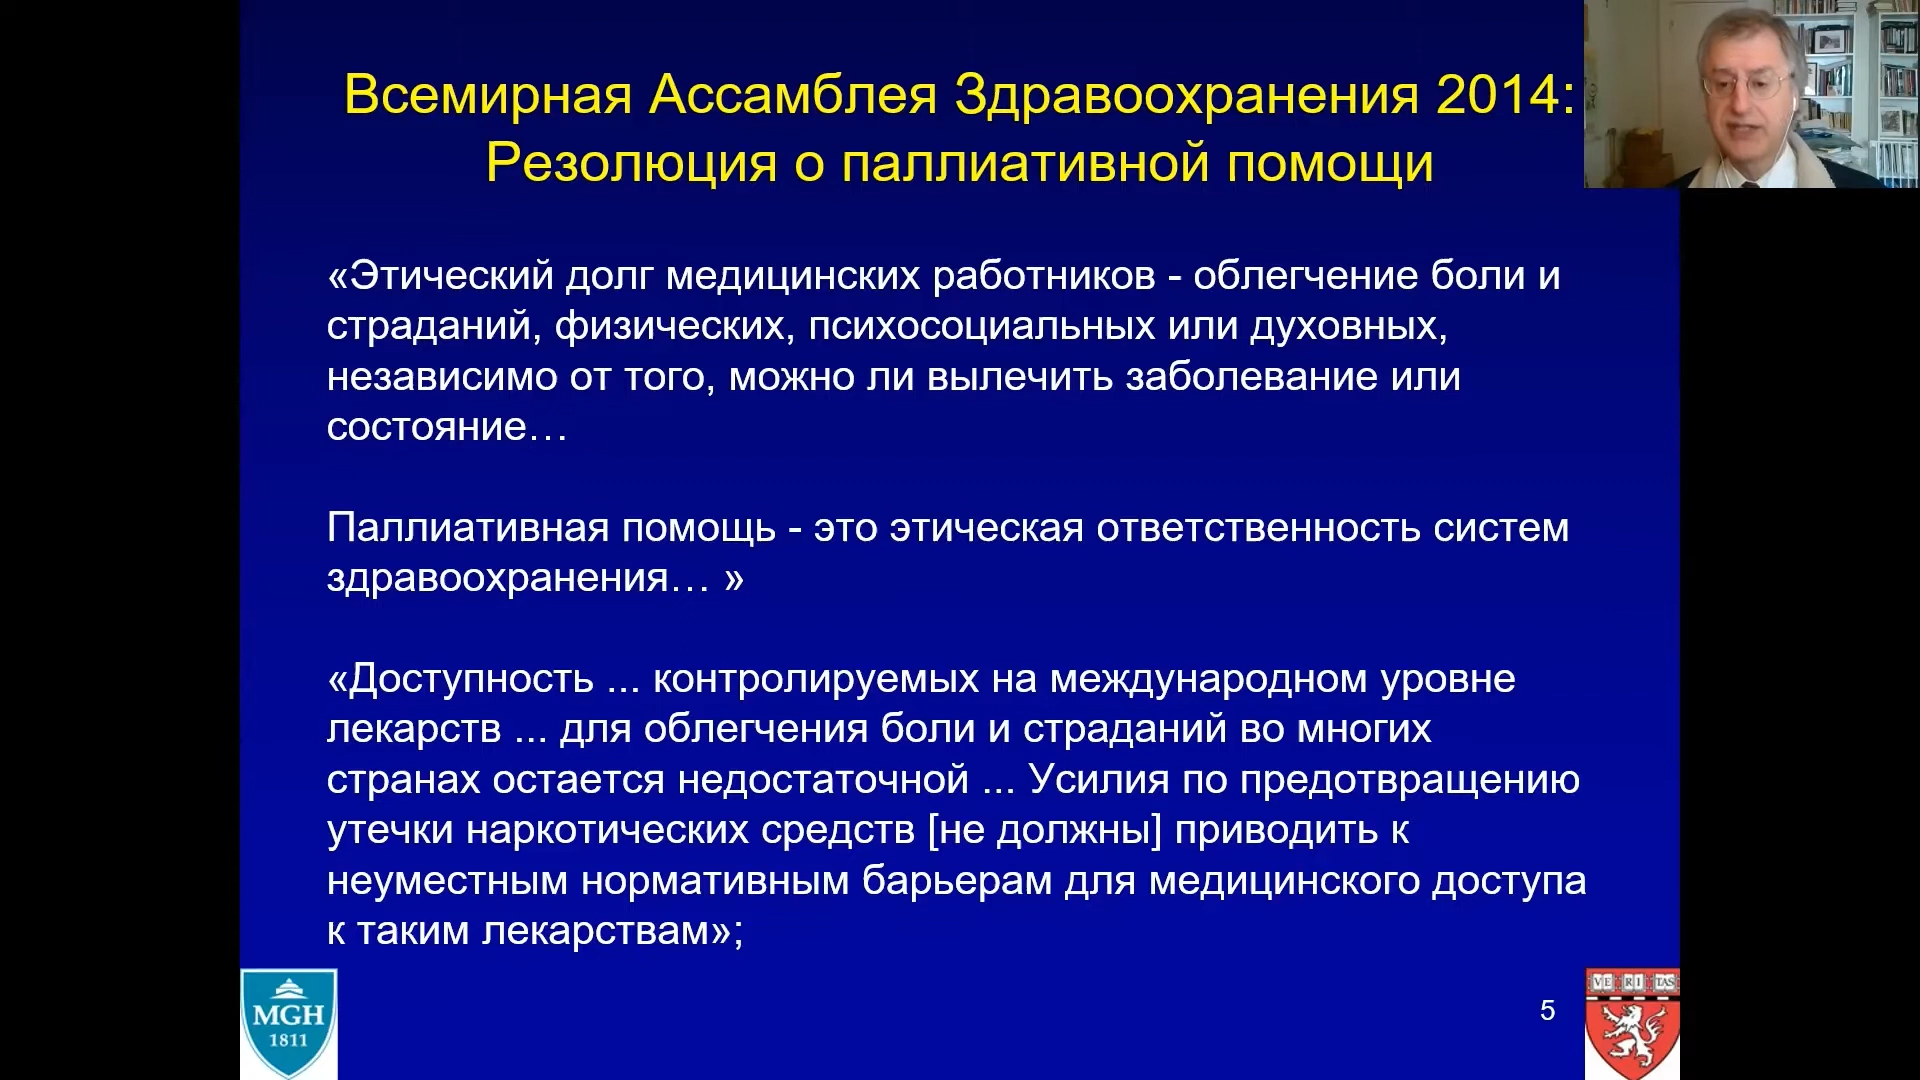 Всемирная Ассамблея Здравоохранения 2014:
Резолюция о паллиативной помощи
«Этический долг медицинских работников - облегчение боли и
страданий, физических, психосоциальных или духовных,
независимо от того, можно ли вылечить заболевание или
состояние…
Паллиативная помощь - это этическая ответственность систем
здравоохранения… »
«Доступность ... контролируемых на международном уровне
лекарств ... для облегчения боли и страданий во многих
странах остается недостаточной ... Усилия по предотвращению
утечки наркотических средств [не должны] приводить к
неуместным нормативным барьерам для медицинского доступа
к таким лекарствам»;
MGH
1811
5
VE RI TAS